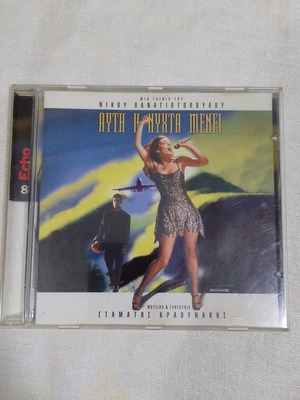 ΜΙΑ ΤΑΙΝΙΑ ΤΟΥ
ΝΙΚΟΥ ΠΑΝΑΓΙΩΤΟΠΟΥΛΟΥ
ΑΥΤΗ Η ΝΥΧΤΑ ΜΕΝΕΙ
Echo
8
ΜΟΥΣΙΚΗ & ΤΡΑΓΟΥΔΙΑ
ΣΤΑΜΑΤΗΣ ΚΡΑΟΥΝΑΚΗΣ